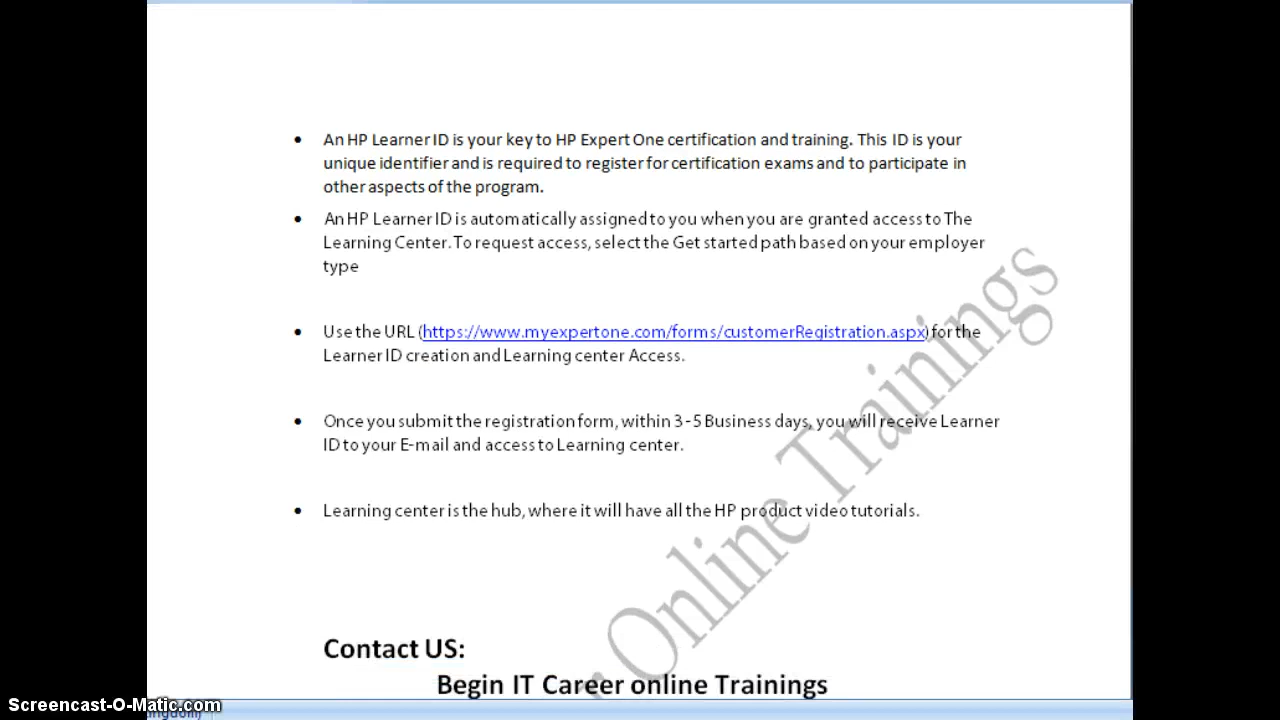 • An HP Learner ID is your key to HP Expert One certification and training. This ID is your
unique identifier and is required to register for certification exams and to participate in
other aspects of the program.
• An HP Learner ID is automatically assigned to you when you are granted access to The
Learning Center. To request access, select the Get started path based on your employer
type
• Use the URL (https://www.myexpertone.com/forms/customerRegistration.aspx) for the
Learner ID creation and Learning center Access.
• Once you submit the registration form, within 3-5 Business days, you will receive Learner
ID to your E-mail and access to Learning center.
• Learning center is the hub, where it will have all the HP product video tutorials.
Online Trainings
Contact US:
Begin IT Career online Trainings
Screencast-O-Matic.com